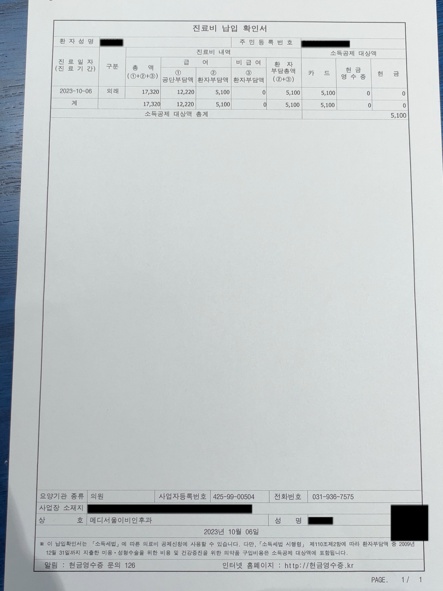 진료비 납입 확인서
환 자 성 명 주 민 등 록 번 호
진 료 일 자 (진 료 기 간) 구분 진료비 내역 소득공제 대상액
급 여 비 급 여
총 액 (①+②+③) ① 공단부담액 ② 환자부담액 ③ 환자부담액 환 자 부담총액 (②+③) 카 드 현 금 영 수 증 현 금
2023-10-06 외래 17,320 12,220 5,100 0 5,100 5,100 0 0
계 17,320 12,220 5,100 0 5,100 5,100 0 0
소득공제 대상액 총계 5,100
요양기관 종류 의원 사업자등록번호 425-99-00504 전화번호 031-936-7575
사업장 소재지
상 호 메디서울이비인후과 성 명
2023년 10월 06일
※ 이 납입확인서는 「소득세법」에 따른 의료비 공제신청에 사용할 수 있습니다. 다만, 「소득세법 시행령」 제110조제2항에 따라 환자부담액 중 2009년
12월 31일까지 지출한 미용·성형수술을 위한 비용 및 건강증진을 위한 의약품 구입비용은 소득공제 대상액에 포함됩니다.
알림 : 현금영수증 문의 126 인터넷 홈페이지 : http://현금영수증.kr
PAGE. 1/ 1